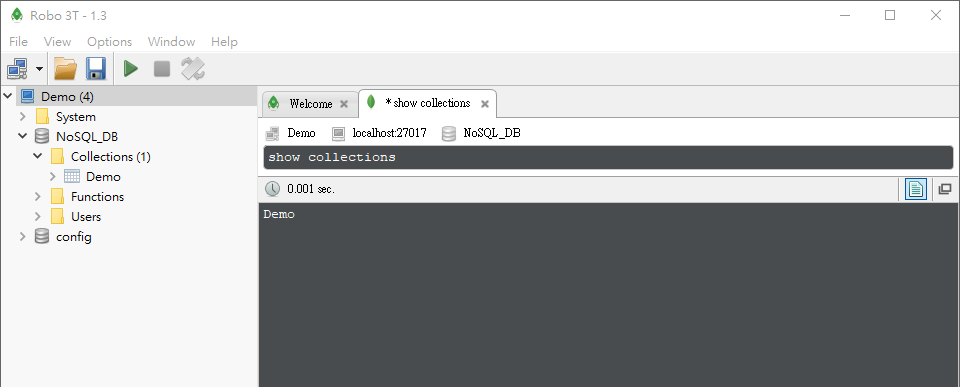 Robo 3T - 1.3
File View Options Window Help
Demo (4)
System
NoSQL_DB
Collections (1)
Demo
Functions
Users
config
Welcome
* show collections
Demo localhost:27017 NoSQL_DB
show collections
0.001 sec.
Demo